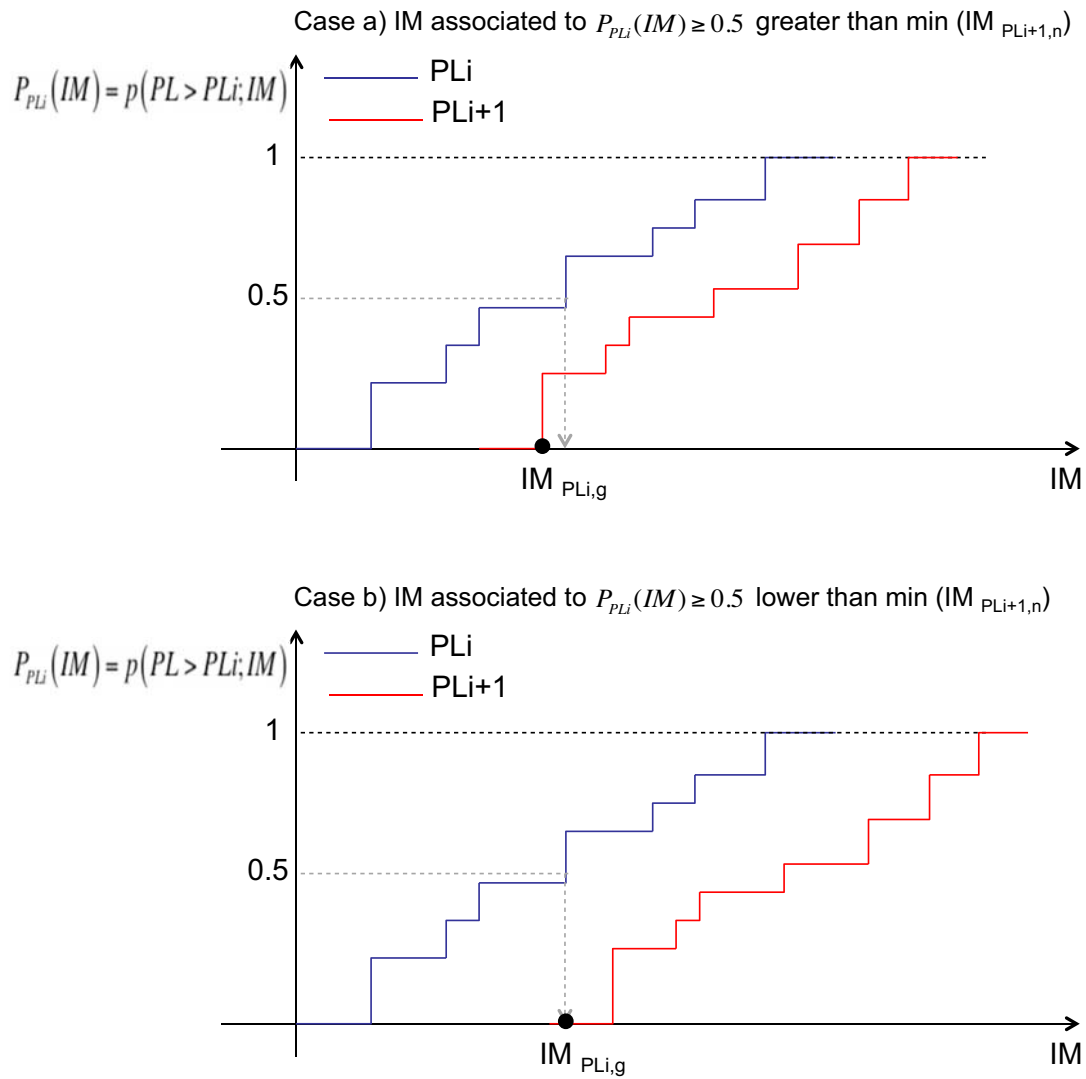 Case a) IM associated to P_PLi(IM) ≥ 0.5 greater than min (IM PLi+1,n)
PLi
P_PLi(IM) = p(PL > PLi; IM)
PLi+1
1
0.5
IM PLi,g
IM
Case b) IM associated to P_PLi(IM) ≥ 0.5 lower than min (IM PLi+1,n)
PLi
P_PLi(IM) = p(PL > PLi; IM)
PLi+1
1
0.5
IM PLi,g
IM